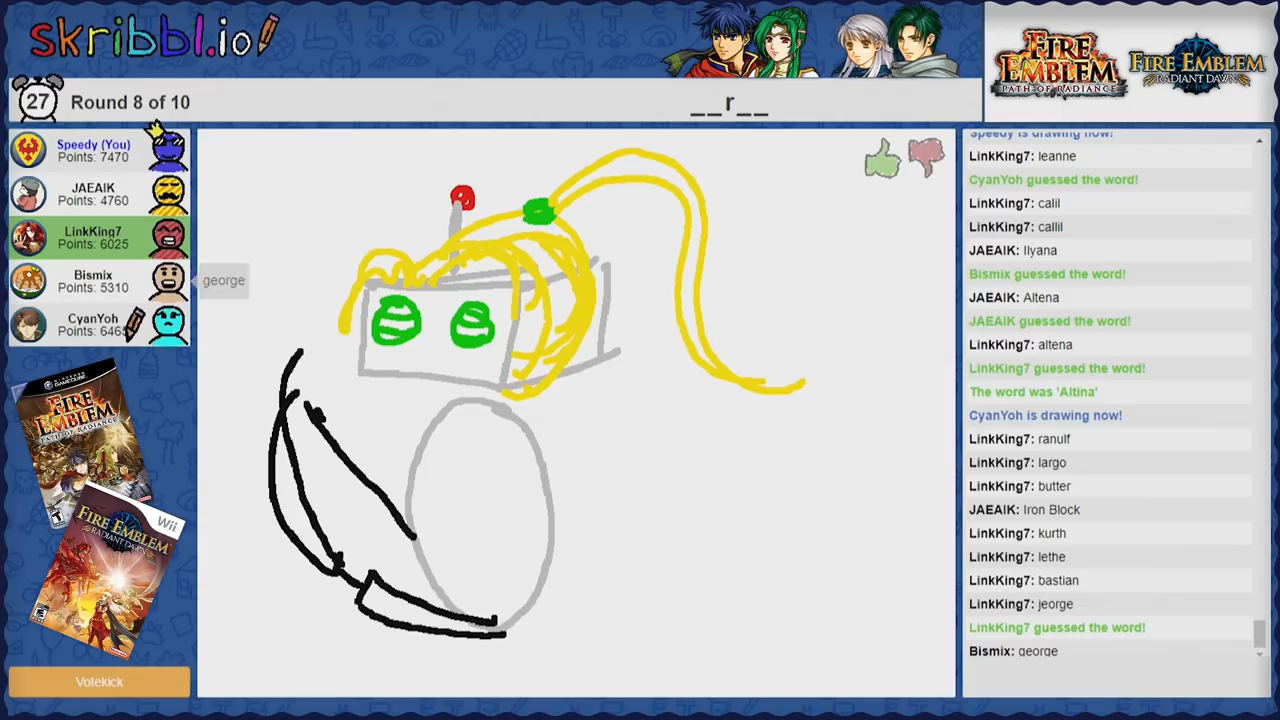 skribbl.io
27
Round 8 of 10
__r__
FIRE
EMBLEM
PATH OF RADIANCE
FIRE EMBLEM
RADIANT DAWN
Speedy (You)
Points: 7470
JAEAIK
Points: 4760
LinkKing7
Points: 6025
Bismix
Points: 5310
CyanYoh
Points: 6465
george
Speedy is drawing now!
LinkKing7: leanne
CyanYoh guessed the word!
LinkKing7: calil
LinkKing7: callil
JAEAIK: Ilyana
Bismix guessed the word!
JAEAIK: Altena
JAEAIK guessed the word!
LinkKing7: altena
LinkKing7 guessed the word!
The word was 'Altina'
CyanYoh is drawing now!
LinkKing7: ranulf
LinkKing7: largo
LinkKing7: butter
JAEAIK: Iron Block
LinkKing7: kurth
LinkKing7: lethe
LinkKing7: bastian
LinkKing7: jeorge
LinkKing7 guessed the word!
Bismix: george
FIRE
EMBLEM
PATH OF RADIANCE
Wii
FIRE EMBLEM
RADIANT DAWN
Votekick